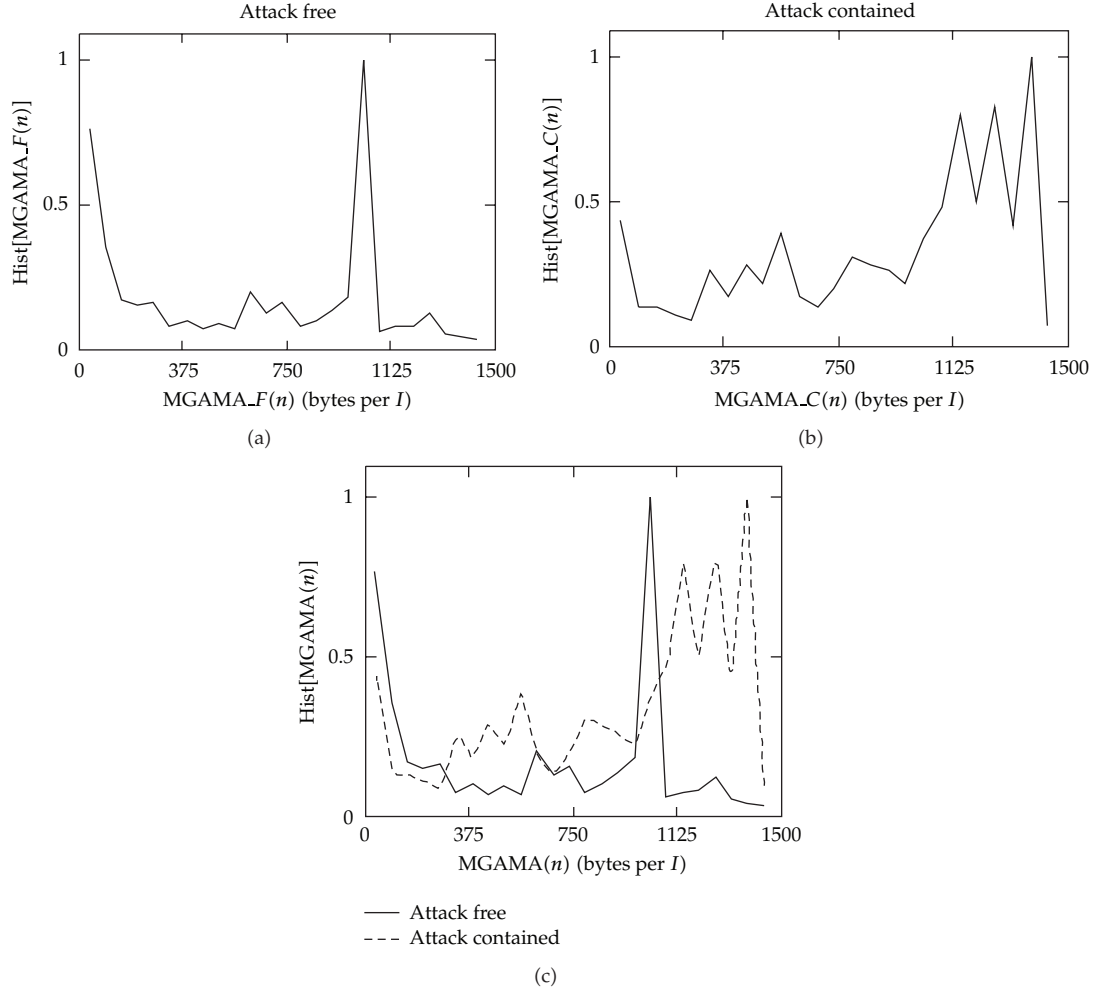 Attack free
Hist[MGAMA_F(n)]
1
0.5
0
0 375 750 1125 1500
MGAMA_F(n) (bytes per I)
(a)
Attack contained
Hist[MGAMA_C(n)]
1
0.5
0
0 375 750 1125 1500
MGAMA_C(n) (bytes per I)
(b)
Hist[MGAMA(n)]
1
0.5
0
0 375 750 1125 1500
MGAMA(n) (bytes per I)
Attack free
Attack contained
(c)